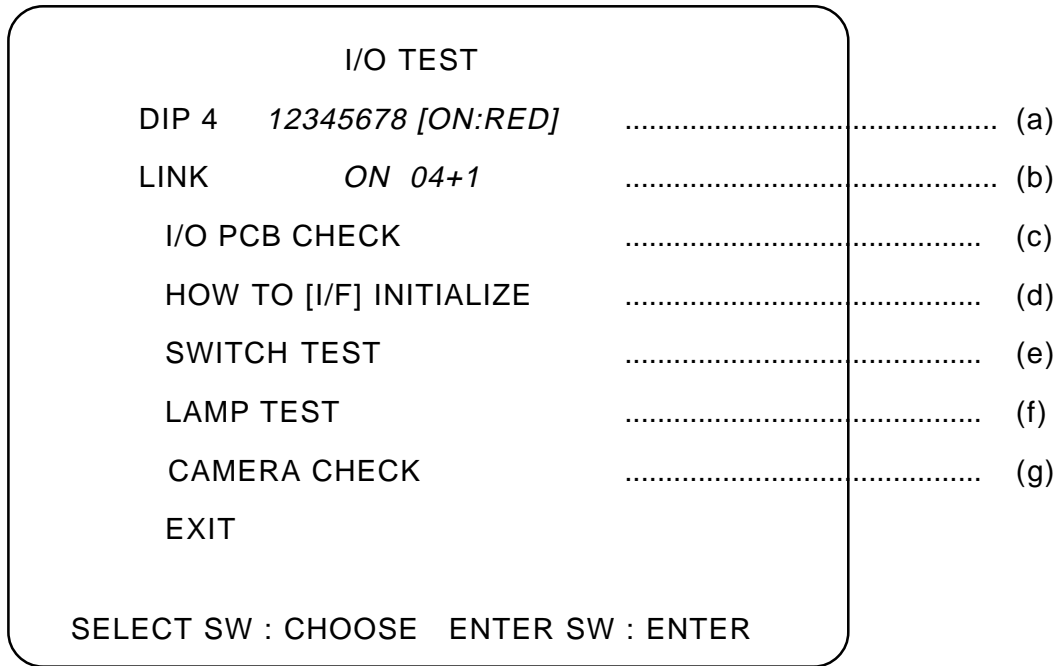 I/O TEST
DIP 4 12345678 [ON:RED] .............................................. (a)
LINK ON 04+1 .............................................. (b)
I/O PCB CHECK ............................................ (c)
HOW TO [I/F] INITIALIZE ............................................ (d)
SWITCH TEST ............................................ (e)
LAMP TEST ............................................ (f)
CAMERA CHECK ............................................ (g)
EXIT
SELECT SW : CHOOSE ENTER SW : ENTER